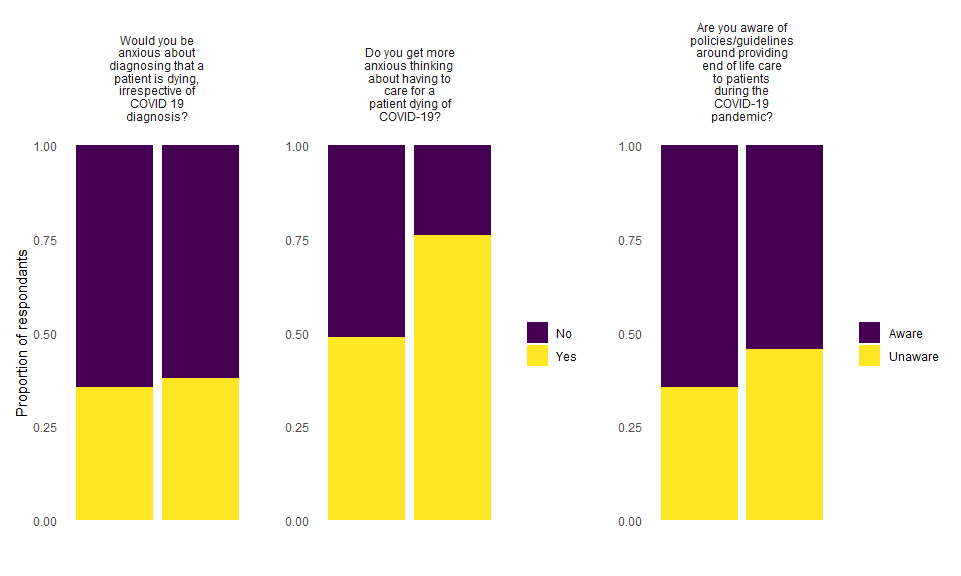 Would you be
anxious about
diagnosing that a
patient is dying,
irrespective of
COVID 19
diagnosis?
Do you get more
anxious thinking
about having to
care for a
patient dying of
COVID-19?
Are you aware of
policies/guidelines
around providing
end of life care
to patients
during the
COVID-19
pandemic?
Proportion of respondants
1.00
0.75
0.50
0.25
0.00
1.00
0.75
0.50
0.25
0.00
No
Yes
1.00
0.75
0.50
0.25
0.00
Aware
Unaware